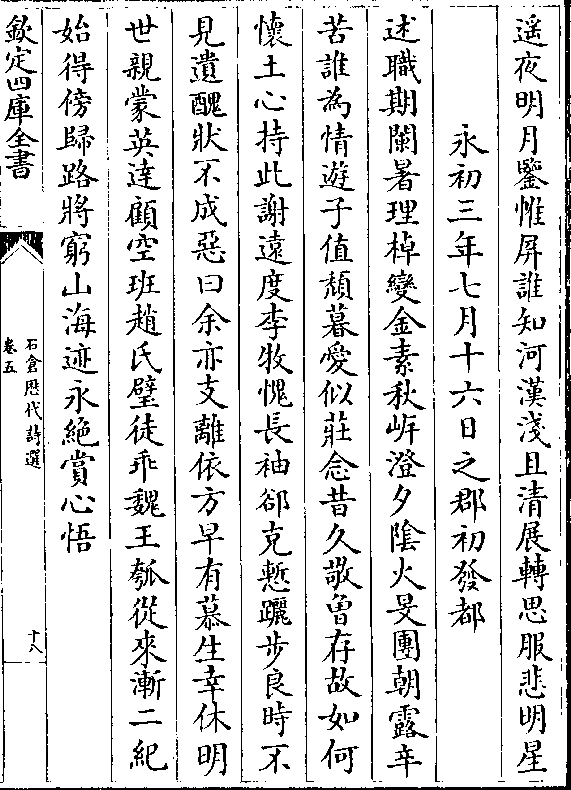 遥夜明月鑒帷屏誰知河漢淺且清展轉思服悲明星
永初三年七月十六日之郡初發都
述職期闌暑理棹變金素秋岸澄夕陰火旻團朝露辛
苦誰為情遊子值頽暮愛似莊念昔久敬曽存故如何
懷土心持此謝遠度李牧愧長袖郤克慙躧步良時不
見遺醜狀不成惡曰余亦支離依方早有慕生幸休明
世親蒙英逹顧空班趙氏璧徒乖魏王瓠從來漸二紀
始得傍歸路將窮山海迹永絶賞心悟
欽定四庫全書
石倉歴代詩選
卷五
十八